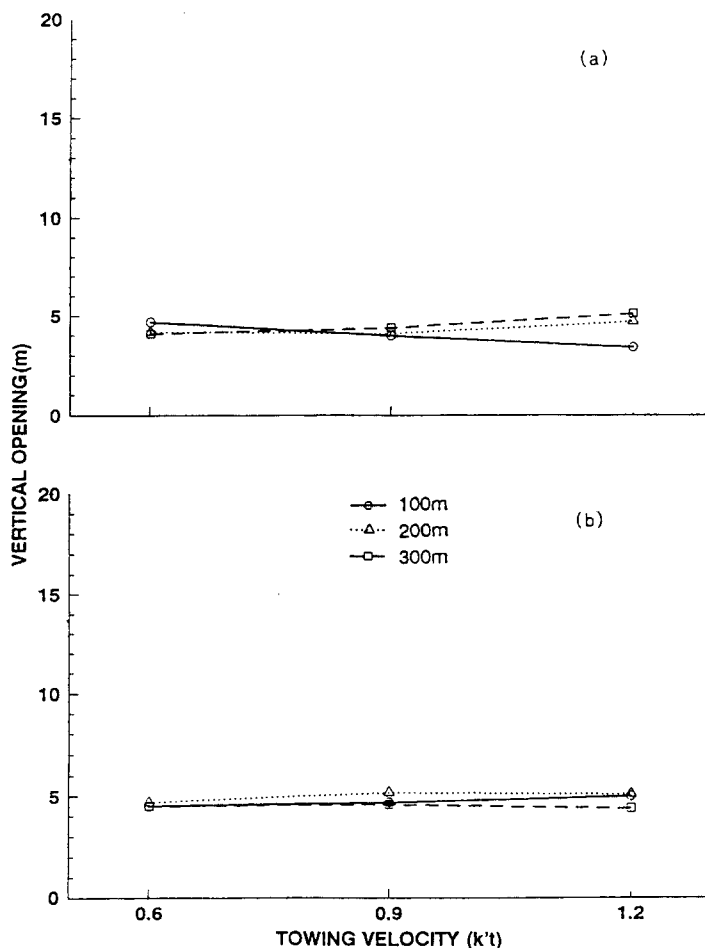 20
(a)
15
10
5
0
VERTICAL OPENING(m)
20
100m
(b)
200m
300m
15
10
5
0
0.6 0.9 1.2
TOWING VELOCITY (k't)